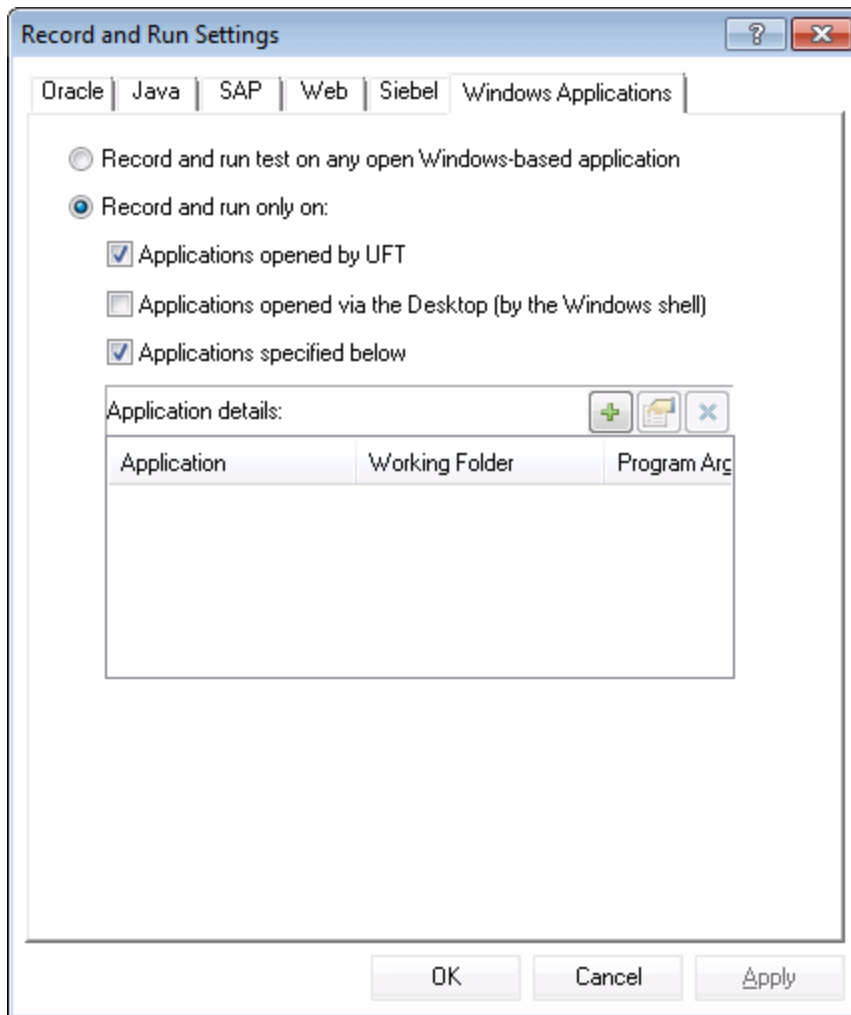 Record and Run Settings
Oracle Java SAP Web Siebel Windows Applications
Record and run test on any open Windows-based application
Record and run only on:
Applications opened by UFT
Applications opened via the Desktop (by the Windows shell)
Applications specified below
Application details:
Application Working Folder Program Arg
OK Cancel Apply